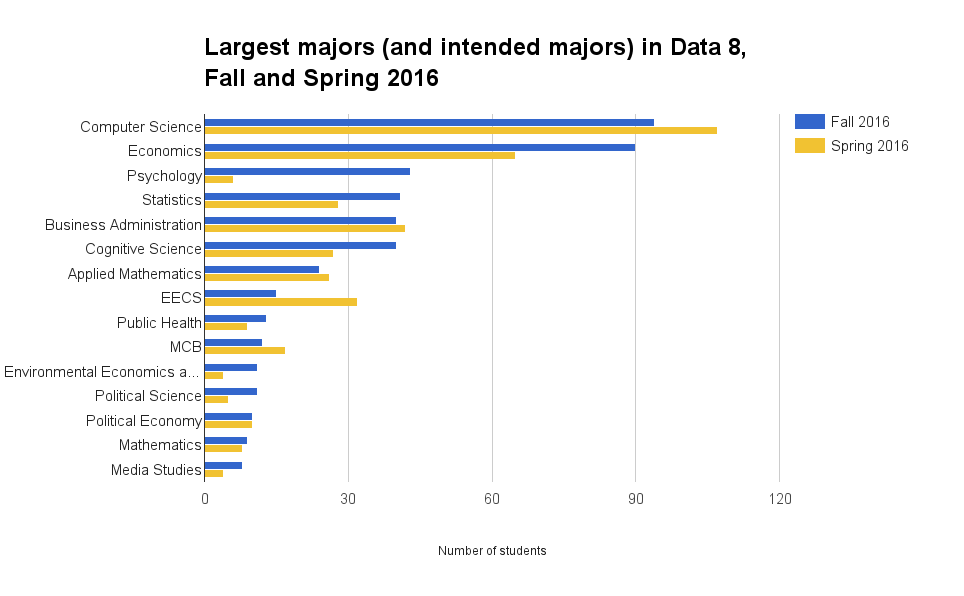 Largest majors (and intended majors) in Data 8,
Fall and Spring 2016
Fall 2016
Spring 2016
Computer Science
Economics
Psychology
Statistics
Business Administration
Cognitive Science
Applied Mathematics
EECS
Public Health
MCB
Environmental Economics a...
Political Science
Political Economy
Mathematics
Media Studies
0 30 60 90 120
Number of students